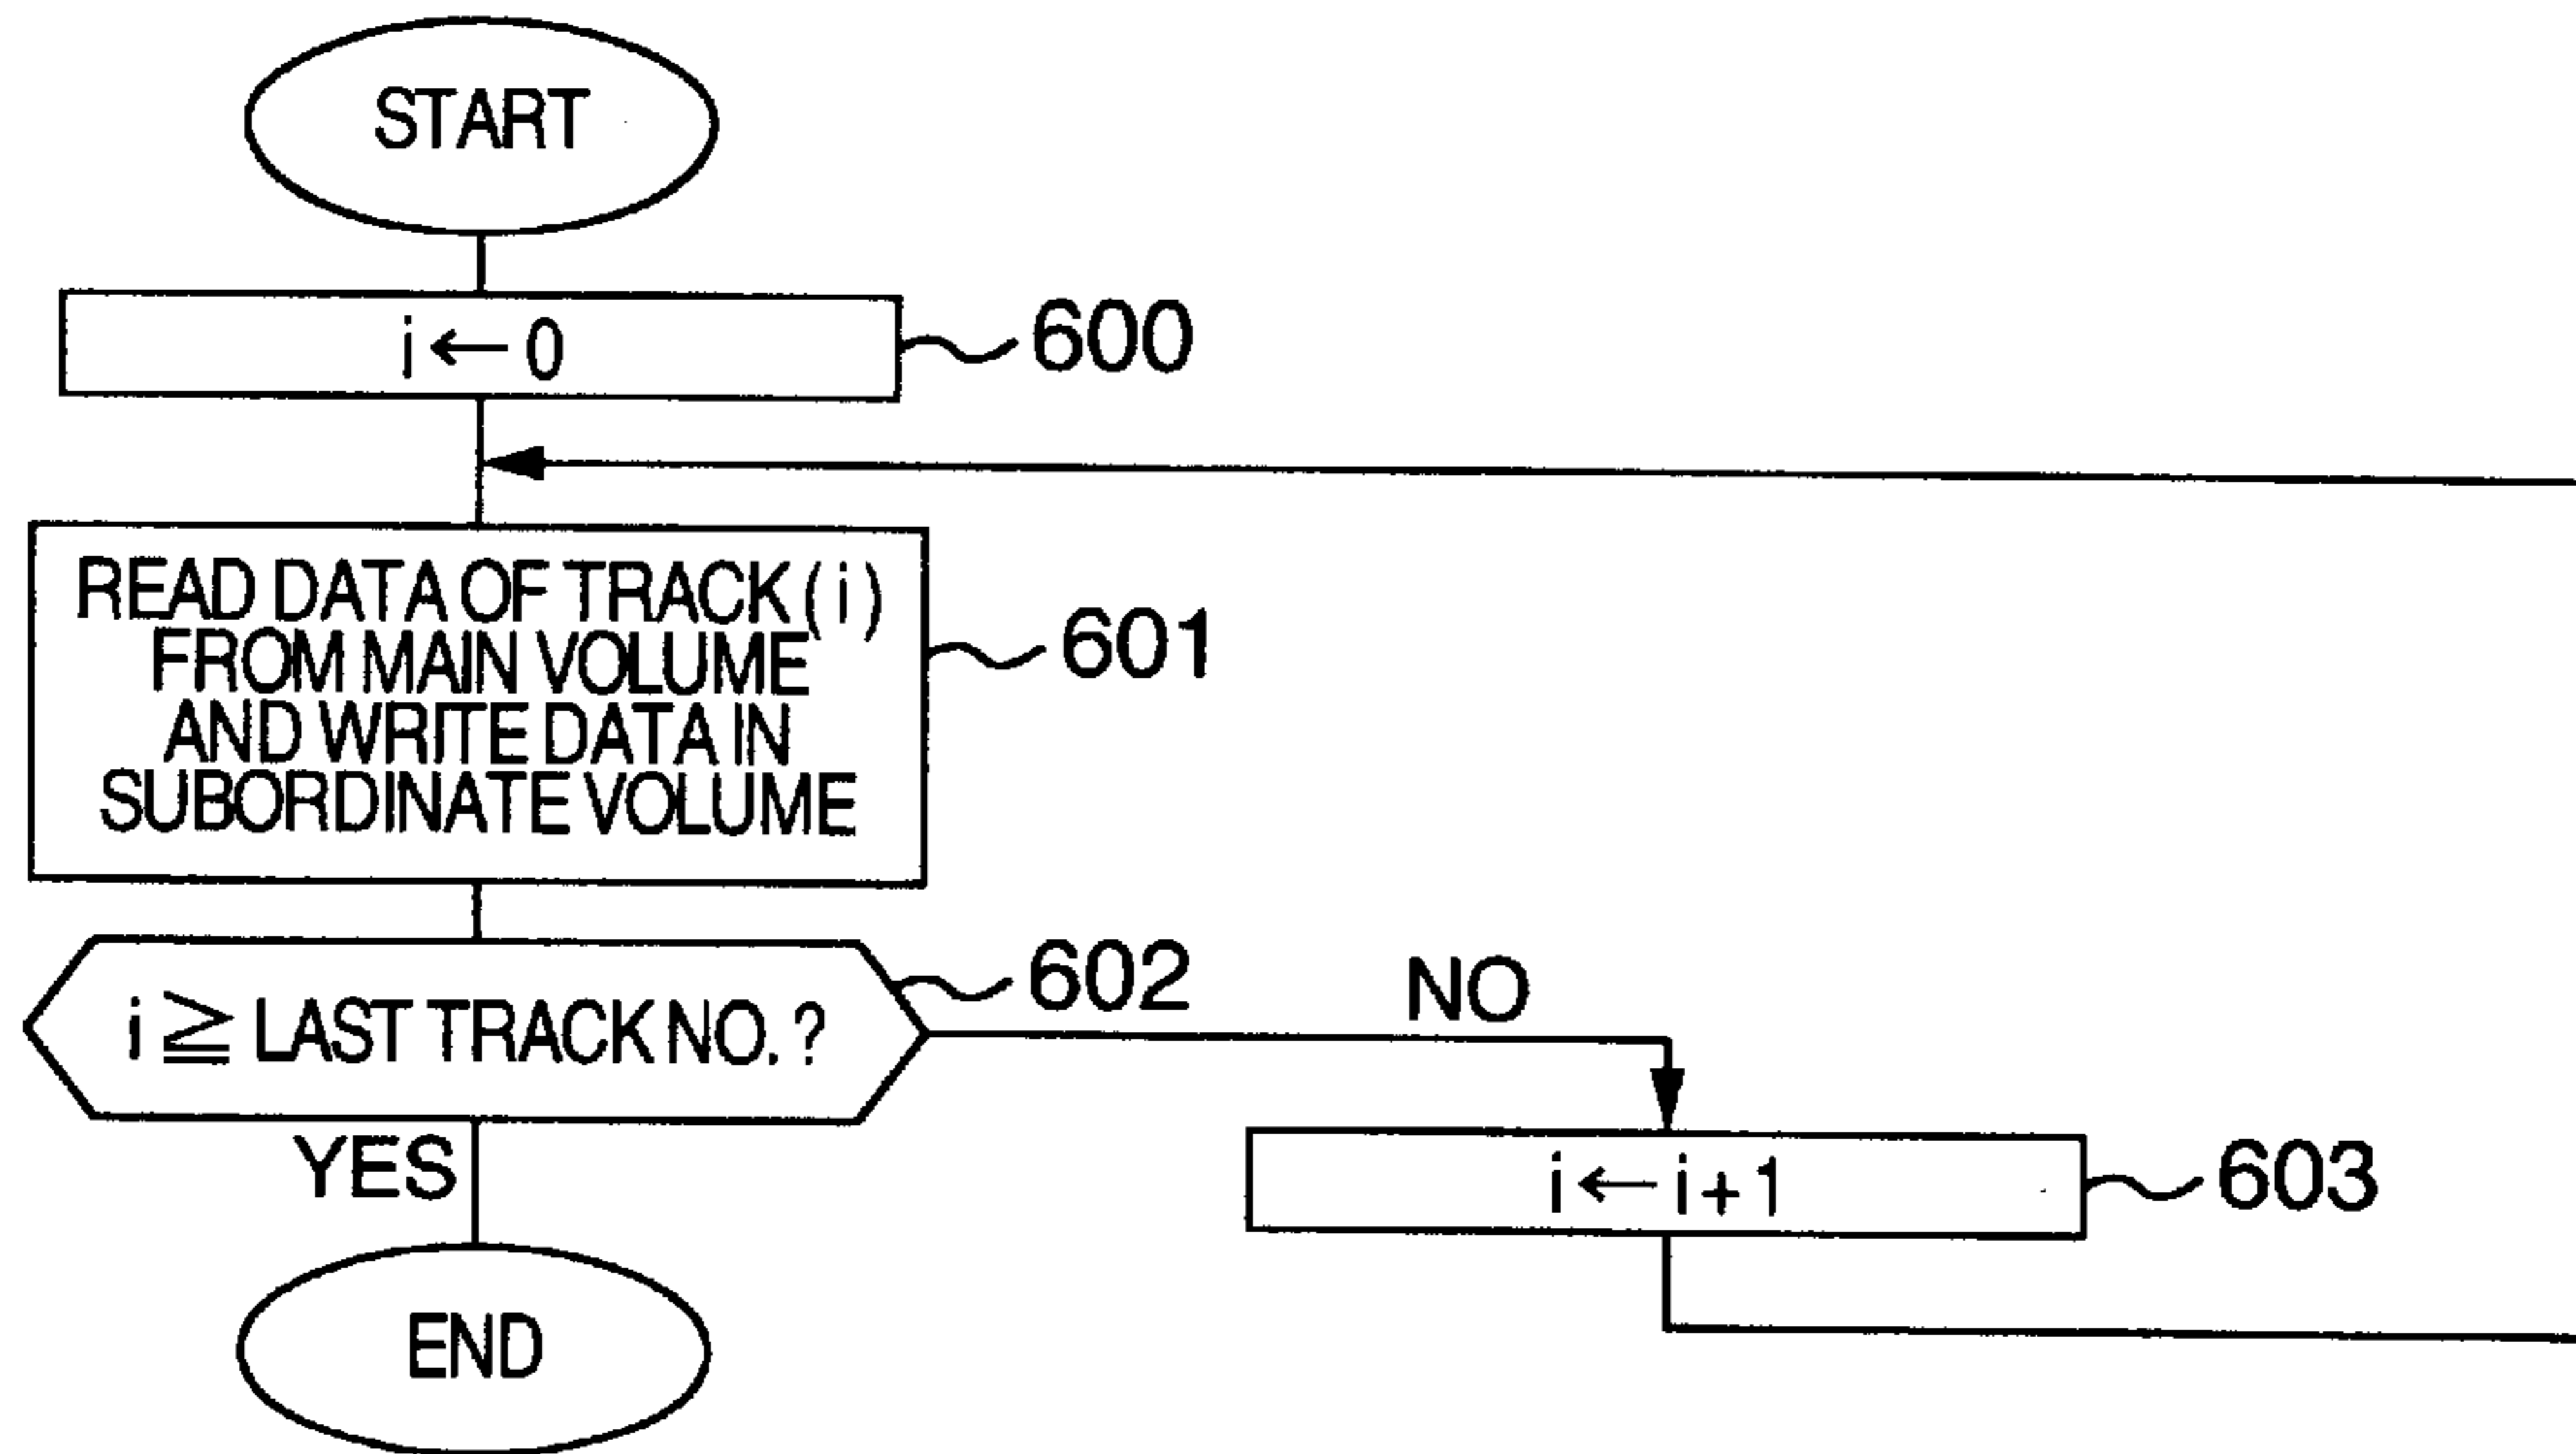 START
i ← 0
600
READ DATA OF TRACK ( i )
FROM MAIN VOLUME
AND WRITE DATA IN
SUBORDINATE VOLUME
601
i ≧ LAST TRACK NO. ?
602
NO
YES
i ← i + 1
603
END